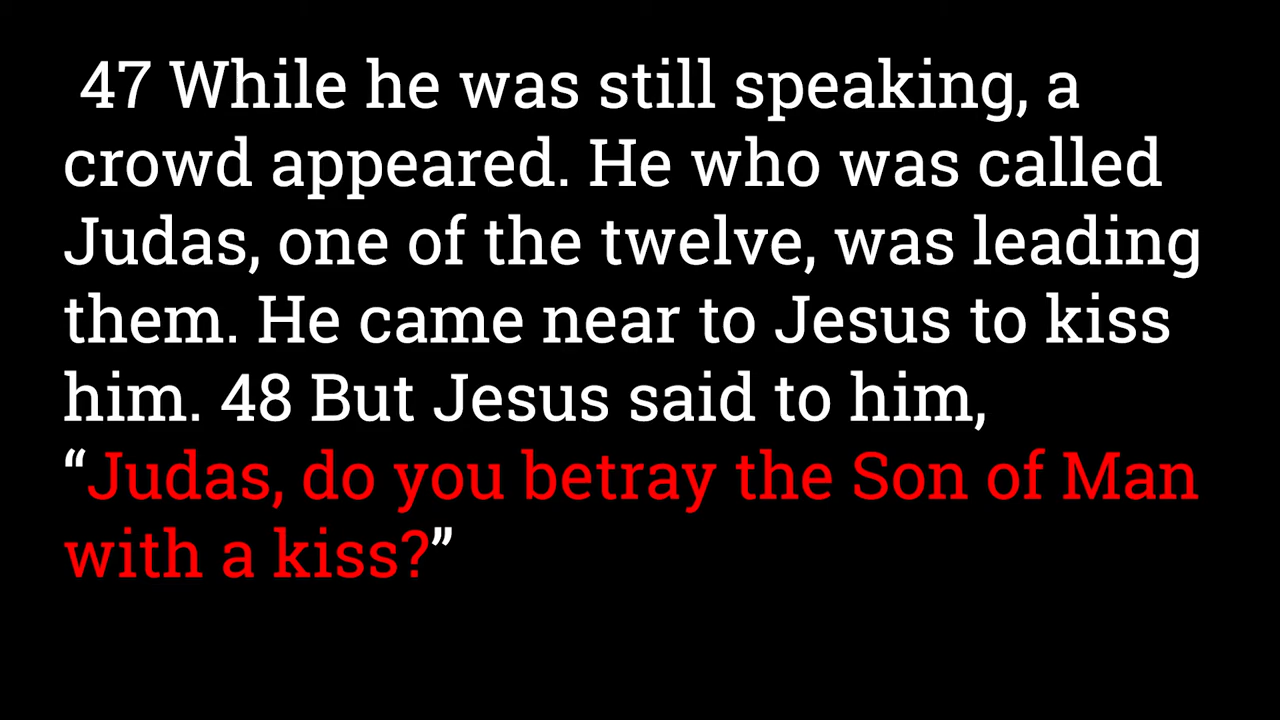 47 While he was still speaking, a
crowd appeared. He who was called
Judas, one of the twelve, was leading
them. He came near to Jesus to kiss
him. 48 But Jesus said to him,
“Judas, do you betray the Son of Man
with a kiss?”